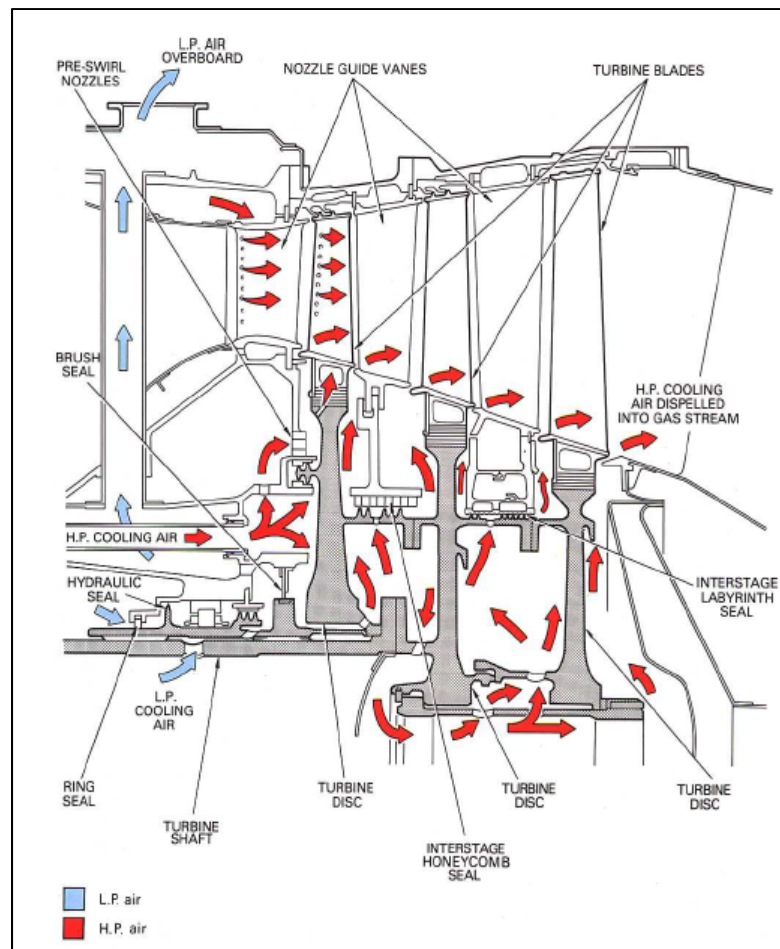 L.P. AIR
OVERBOARD
PRE-SWIRL
NOZZLES
NOZZLE GUIDE VANES
TURBINE BLADES
BRUSH
SEAL
H.P. COOLING
AIR DISPELLED
INTO GAS STREAM
H.P. COOLING AIR
HYDRAULIC
SEAL
INTERSTAGE
LABYRINTH
SEAL
L.P.
COOLING
AIR
RING
SEAL
TURBINE
SHAFT
TURBINE
DISC
INTERSTAGE
HONEYCOMB
SEAL
TURBINE
DISC
TURBINE
DISC
L.P. air
H.P. air